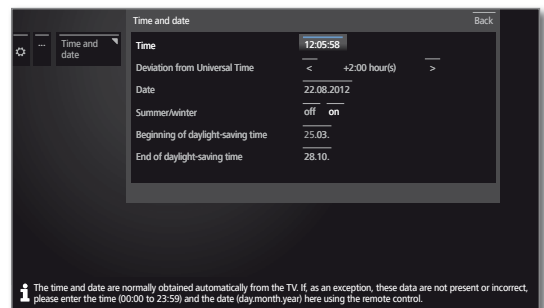 Time and date Back
... Time and
date
Time 12:05:58
Deviation from Universal Time < +2:00 hour(s) >
Date 22.08.2012
Summer/winter off on
Beginning of daylight-saving time 25.03.
End of daylight-saving time 28.10.
The time and date are normally obtained automatically from the TV. If, as an exception, these data are not present or incorrect,
please enter the time (00:00 to 23:59) and the date (day.month.year) here using the remote control.